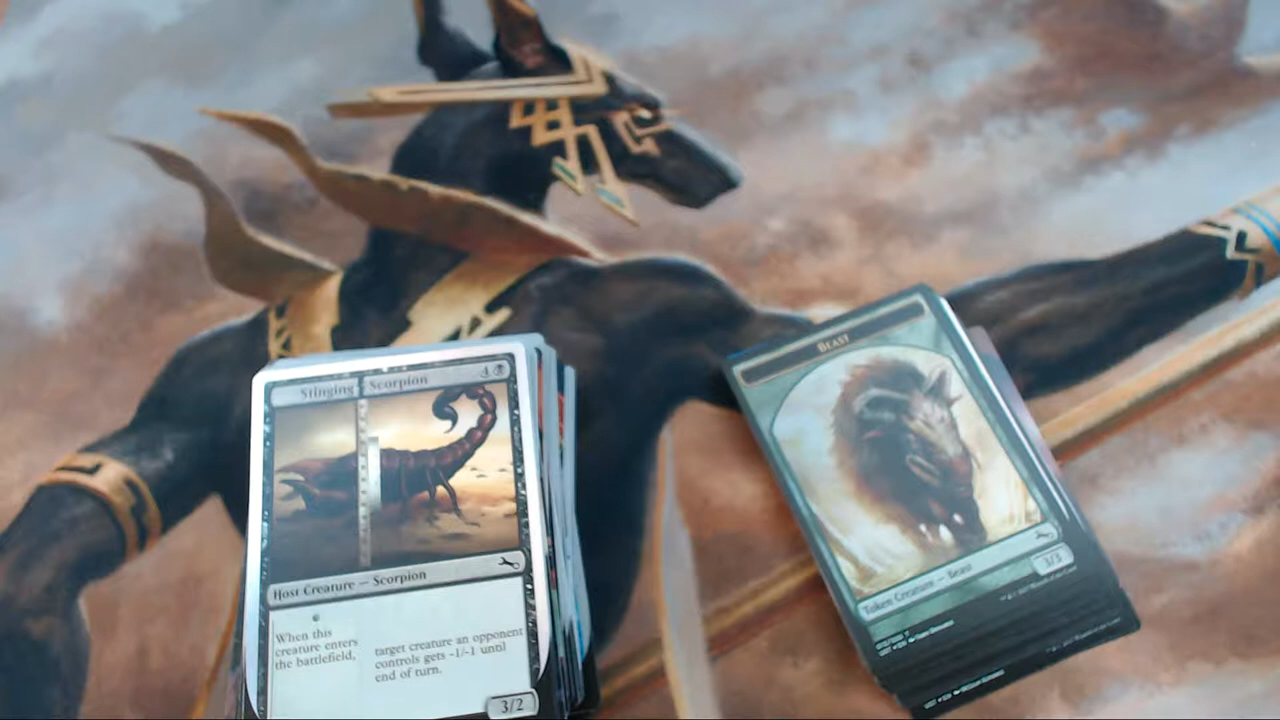 Stinging Scorpion 4
Host Creature — Scorpion
When this
creature enters
the battlefield,
target creature an opponent
controls gets -1/-1 until
end of turn.
3/2
BEAST
Token Creature — Beast
3/3